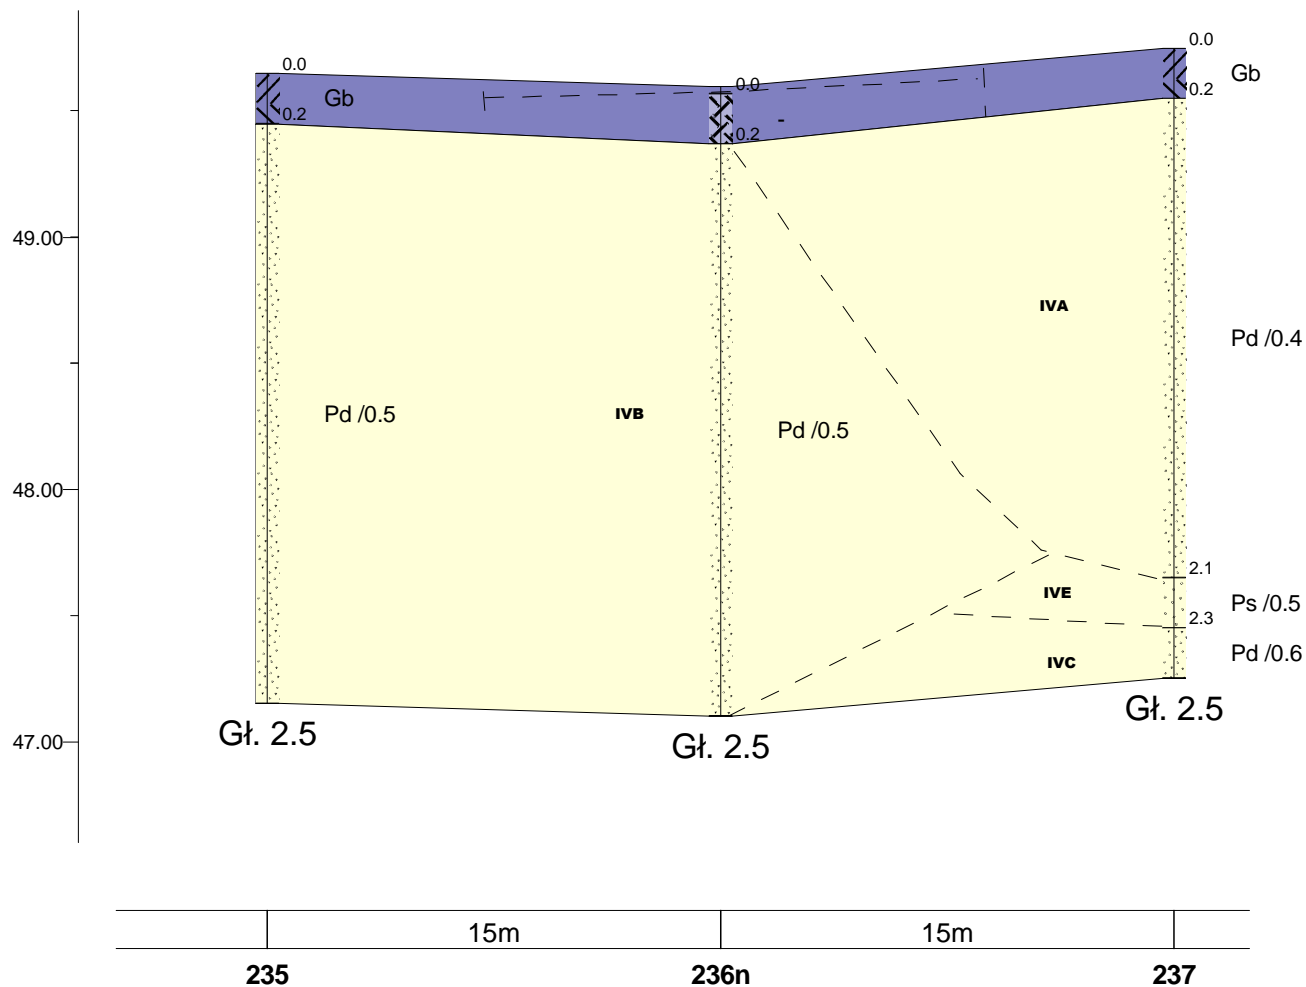 0.0
Gb
0.2
0.0
-
0.2
0.0
Gb
0.2
49.00
IVA
Pd /0.4
Pd /0.5
IVB
Pd /0.5
48.00
2.1
IVE
Ps /0.5
2.3
IVC
Pd /0.6
Gł. 2.5
Gł. 2.5
Gł. 2.5
47.00
15m
15m
235
236n
237